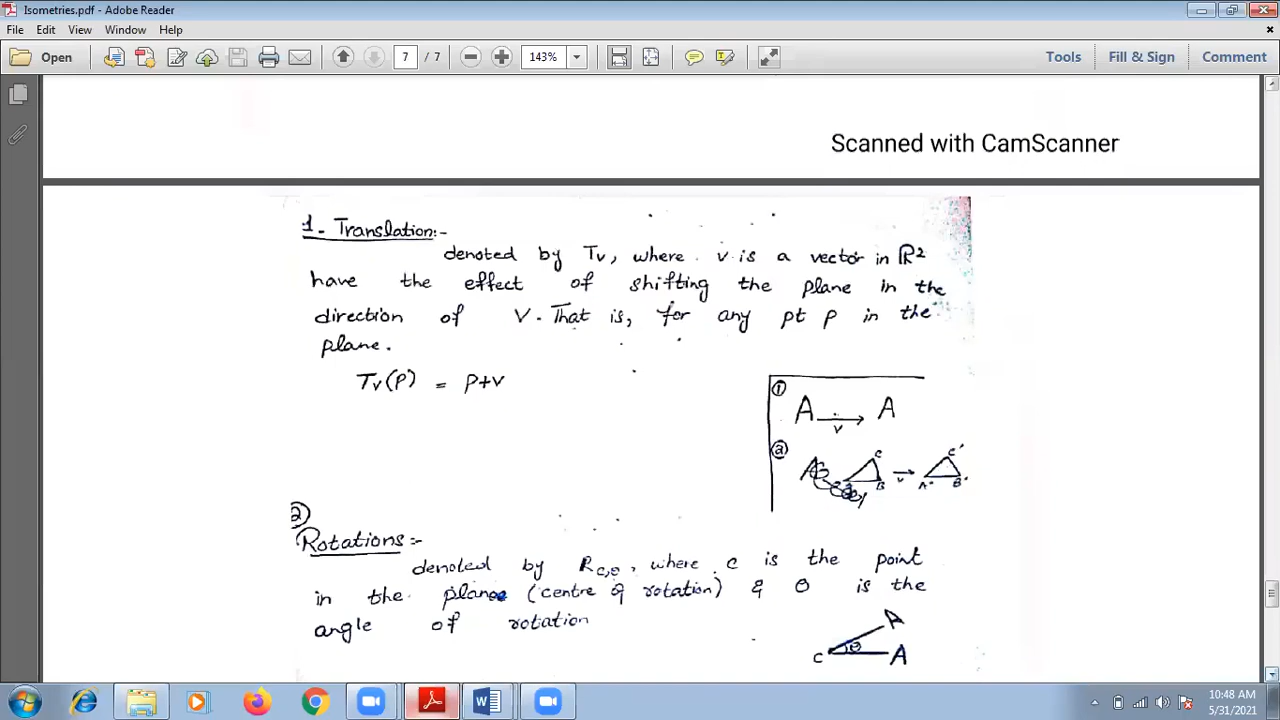 Isometries.pdf - Adobe Reader
File Edit View Window Help
Open 7 / 7 143% Tools Fill & Sign Comment
Scanned with CamScanner
1 - Translation:-
denoted by Tv, where v is a vector in ℝ²
have the effect of shifting the plane in the
direction of V. That is, for any pt p in the
plane.
Tv(P) = P+V
① A → A
v
② A B C → A' B' C'
v
②
Rotations:-
denoted by R c,θ, where c is the point
in the plane (centre of rotation) & θ is the
angle of rotation
A
C θ A
10:48 AM
5/31/2021